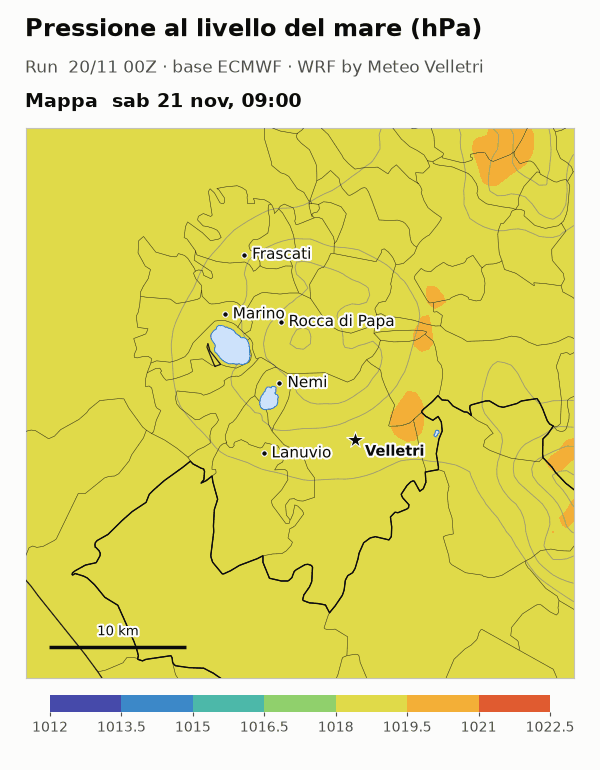 Pressione al livello del mare (hPa)
Run  20/11 00Z · base ECMWF · WRF by Meteo Velletri
Mappa  sab 21 nov, 09:00
Frascati
Marino
Rocca di Papa
Nemi
Velletri
Lanuvio
10 km
1012 1013.5 1015 1016.5 1018 1019.5 1021 1022.5